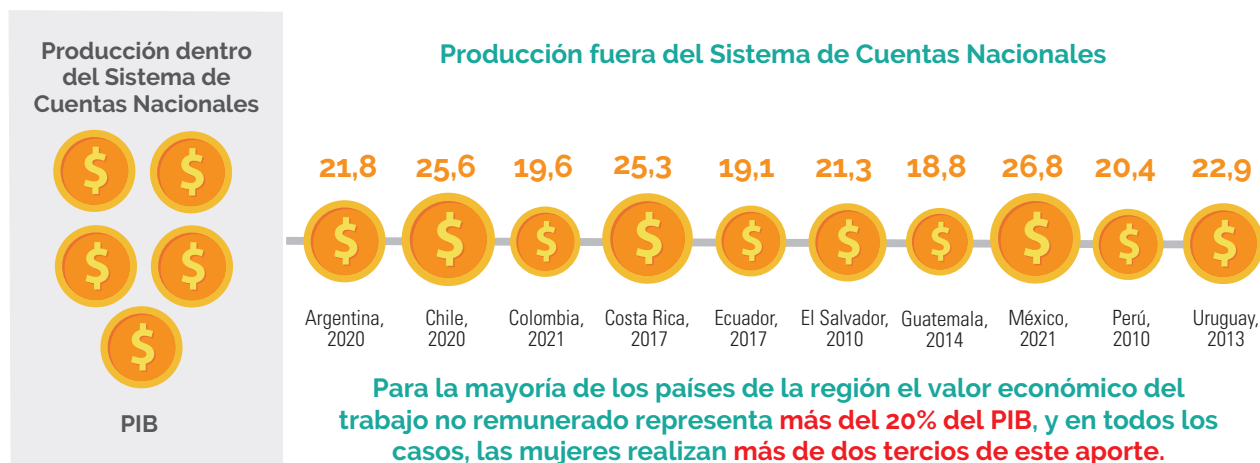 Producción dentro
del Sistema de
Cuentas Nacionales
$ $
$ $
$
PIB
Producción fuera del Sistema de Cuentas Nacionales
21,8 25,6 19,6 25,3 19,1 21,3 18,8 26,8 20,4 22,9
$ $ $ $ $ $ $ $ $ $
Argentina, Chile, Colombia, Costa Rica, Ecuador, El Salvador, Guatemala, México, Perú, Uruguay,
2020 2020 2021 2017 2017 2010 2014 2021 2010 2013
Para la mayoría de los países de la región el valor económico del
trabajo no remunerado representa más del 20% del PIB, y en todos los
casos, las mujeres realizan más de dos tercios de este aporte.